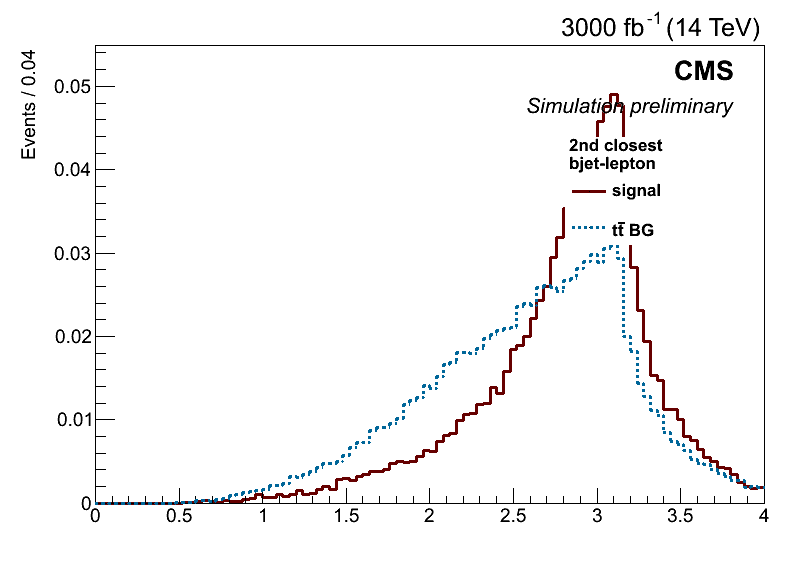 3000 fb⁻¹ (14 TeV)
Events / 0.04
CMS
Simulation preliminary
2nd closest
bjet-lepton
signal
tt̄ BG
0.05
0.04
0.03
0.02
0.01
0
0 0.5 1 1.5 2 2.5 3 3.5 4